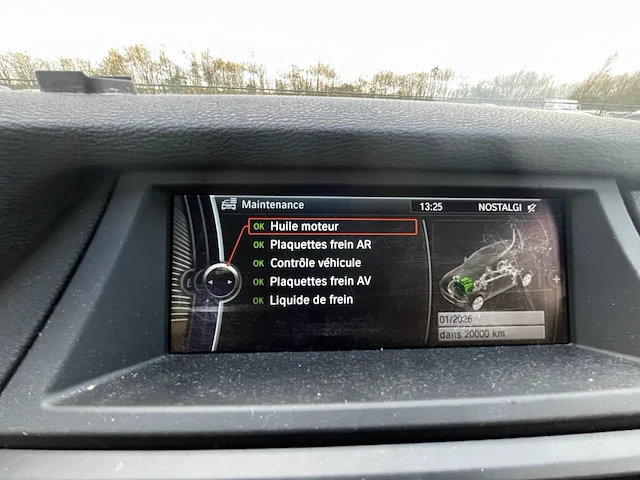 Maintenance 13:25 NOSTALGI
OK Huile moteur
OK Plaquettes frein AR
OK Contrôle véhicule
OK Plaquettes frein AV
OK Liquide de frein
E
01/2026
dans 20000 km